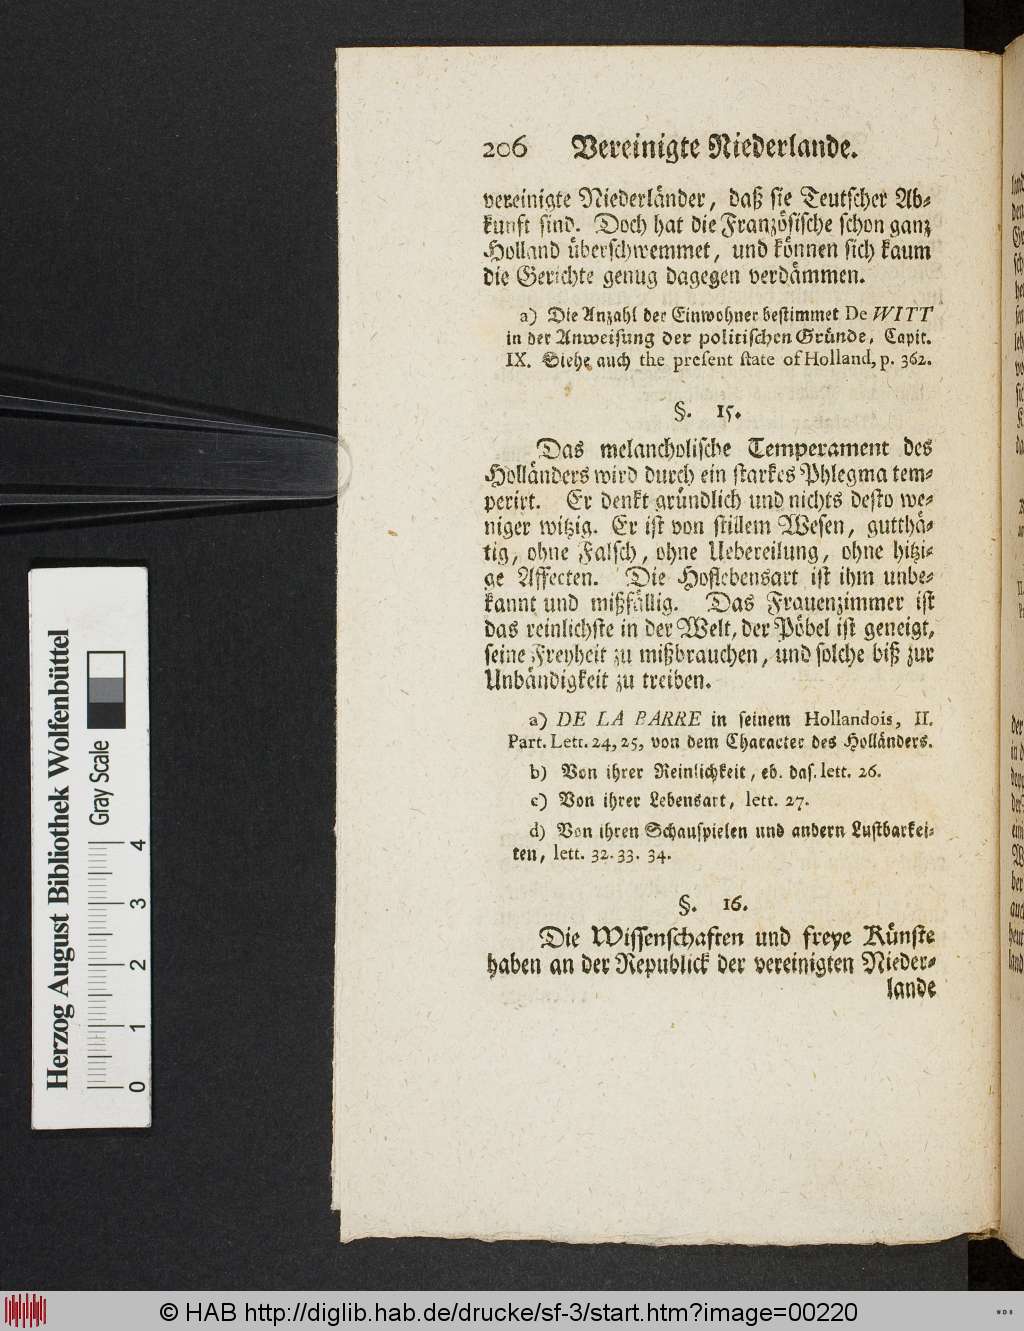 206 Vereinigte Niederlande.
vereinigte Niederländer, daß sie Teutscher Ab-
kunft sind. Doch hat die Französische schon ganz
Holland überschwemmet, und können sich kaum
die Gerichte genug dagegen verdämmen.
a) Die Anzahl der Einwohner bestimmet De WITT
in der Anweisung der politischen Gründe, Capit.
IX. Siehe auch the present state of Holland, p. 362.
§. 15.
Das melancholische Temperament des
Holländers wird durch ein starkes Phlegma tem-
perirt. Er denkt gründlich und nichts desto we-
niger witzig. Er ist von stillem Wesen, gutthä-
tig, ohne Falsch, ohne Uebereilung, ohne hitzi-
ge Affecten. Die Hoflebensart ist ihm unbe-
kannt und mißfällig. Das Frauenzimmer ist
das reinlichste in der Welt, der Pöbel ist geneigt,
seine Freyheit zu mißbrauchen, und solche biß zur
Unbändigkeit zu treiben.
a) DE LA BARRE in seinem Hollandois, II.
Part. Lett. 24, 25, von dem Character des Holländers.
b) Von ihrer Reinlichkeit, eb. das. lett. 26.
c) Von ihrer Lebensart, lett. 27.
d) Von ihren Schauspielen und andern Lustbarkei-
ten, lett. 32. 33. 34.
§. 16.
Die Wissenschaften und freye Künste
haben an der Republick der vereinigten Nieder-
lande
Herzog August Bibliothek Wolfenbüttel
Gray Scale
0 1 2 3 4
© HAB http://diglib.hab.de/drucke/sf-3/start.htm?image=00220